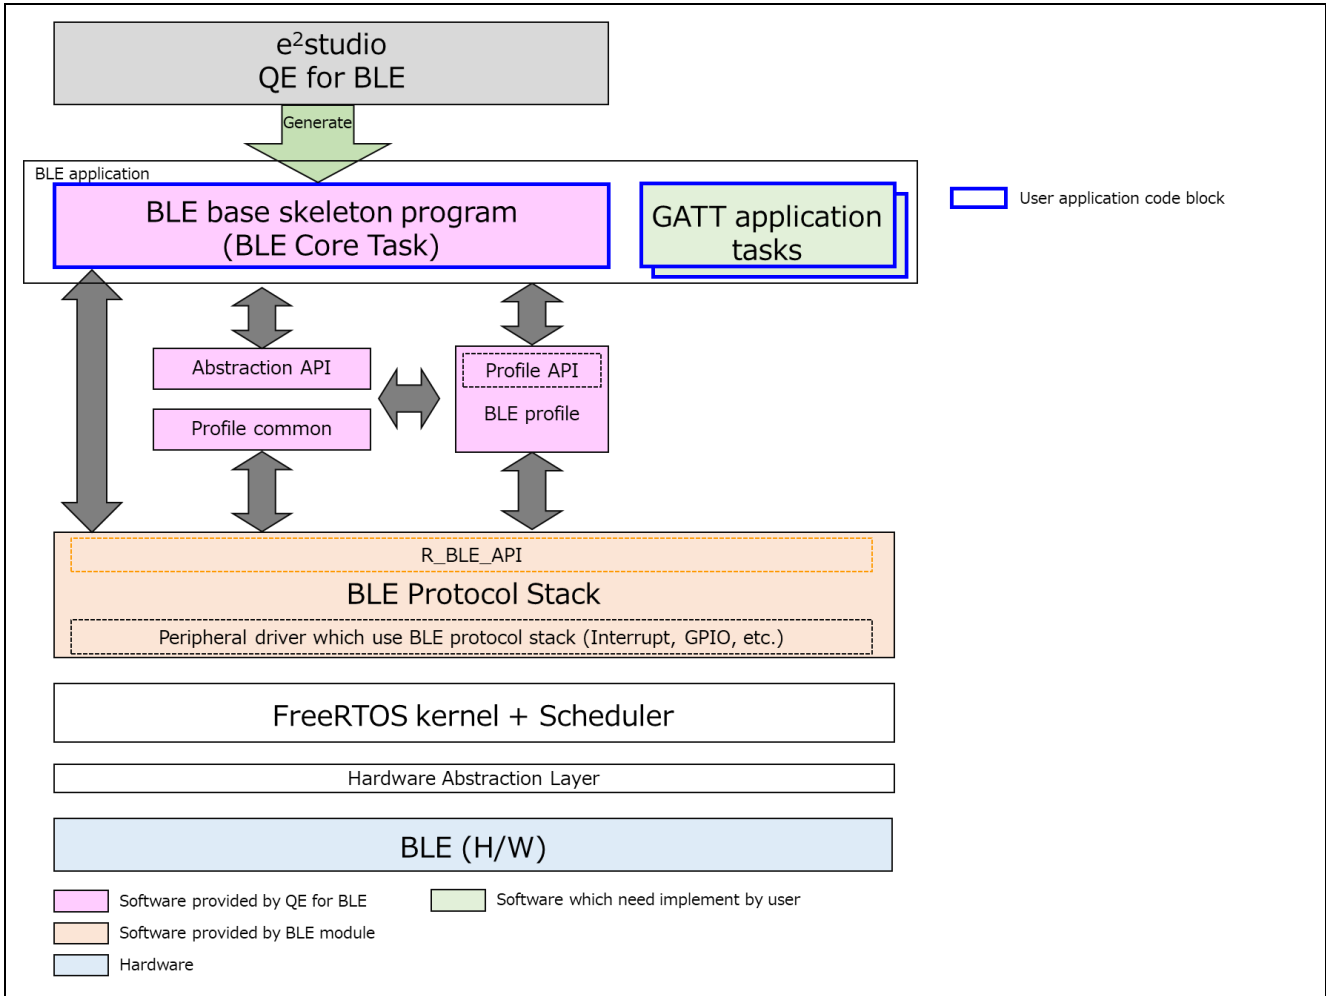 e²studio
QE for BLE
Generate
BLE application
BLE base skeleton program
(BLE Core Task)
GATT application
tasks
User application code block
Abstraction API
Profile API
BLE profile
Profile common
R_BLE_API
BLE Protocol Stack
Peripheral driver which use BLE protocol stack (Interrupt, GPIO, etc.)
FreeRTOS kernel + Scheduler
Hardware Abstraction Layer
BLE (H/W)
Software provided by QE for BLE
Software which need implement by user
Software provided by BLE module
Hardware